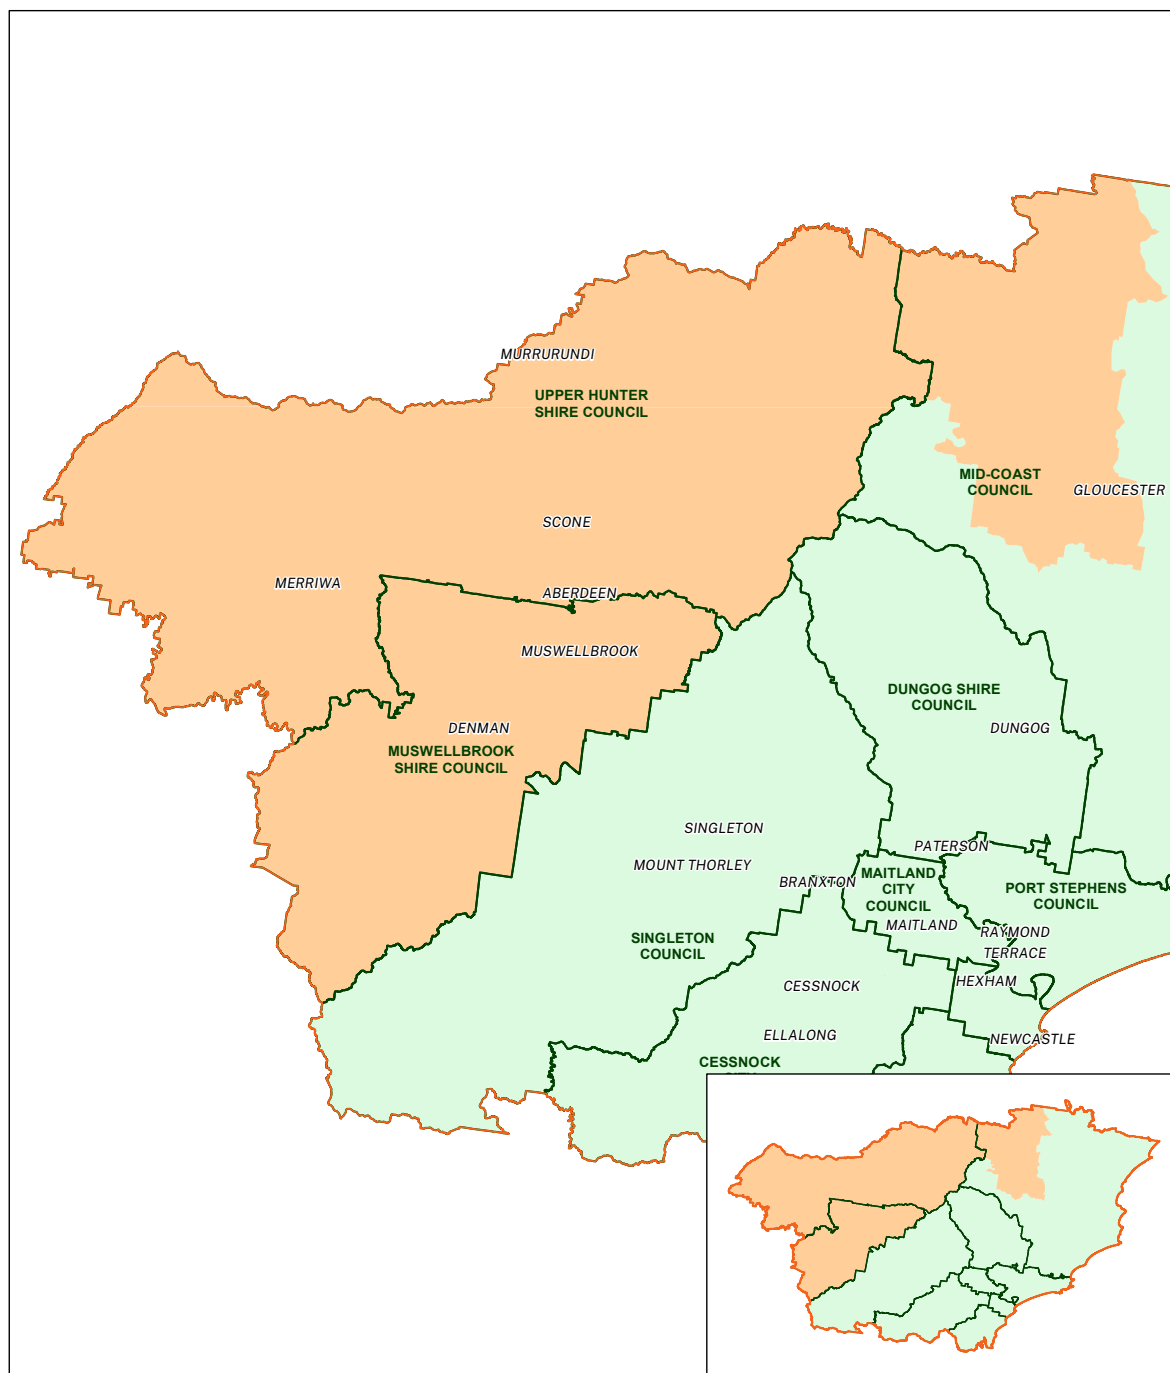 MURRURUNDI
UPPER HUNTER
SHIRE COUNCIL
MID-COAST
COUNCIL
GLOUCESTER
SCONE
MERRIWA
ABERDEEN
MUSWELLBROOK
DUNGOG SHIRE
COUNCIL
DENMAN
DUNGOG
MUSWELLBROOK
SHIRE COUNCIL
SINGLETON
PATERSON
MOUNT THORLEY
BRANXTON
MAITLAND
CITY
COUNCIL
PORT STEPHENS
COUNCIL
MAITLAND
RAYMOND
TERRACE
SINGLETON
COUNCIL
HEXHAM
CESSNOCK
ELLALONG
NEWCASTLE
CESSNOCK